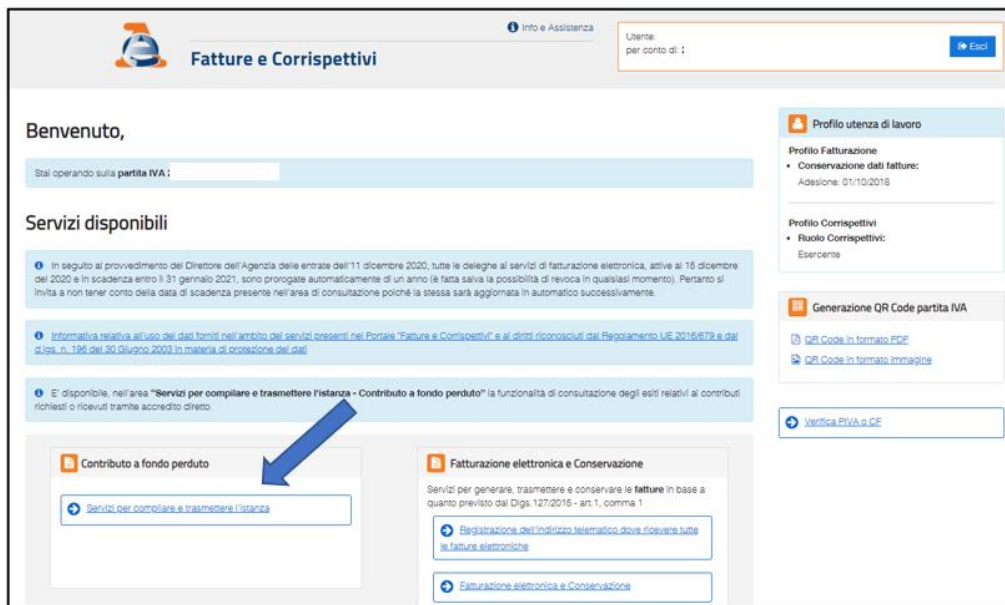 Info e Assistenza
Fatture e Corrispettivi
Utente:
per conto di:
Esci
Benvenuto,
Stai operando sulla partita IVA :
Servizi disponibili
In seguito al provvedimento del Direttore dell'Agenzia delle entrate dell'11 dicembre 2020, tutte le deleghe ai servizi di fatturazione elettronica, attive al 15 dicembre
del 2020 e in scadenza entro il 31 gennaio 2021, sono prorogate automaticamente di un anno (è fatta salva la possibilità di revoca in qualsiasi momento). Pertanto si
invita a non tener conto della data di scadenza presente nell'area di consultazione poiché la stessa sarà aggiornata in automatico successivamente.
Informativa relativa all'uso dei dati forniti nell'ambito dei servizi presenti nel Portale "Fatture e Corrispettivi" e ai diritti riconosciuti dal Regolamento UE 2016/679 e dal
d.lgs. n. 196 del 30 Giugno 2003 in materia di protezione dei dati
E' disponibile, nell'area "Servizi per compilare e trasmettere l'istanza - Contributo a fondo perduto" la funzionalità di consultazione degli esiti relativi ai contributi
richiesti o ricevuti tramite accredito diretto.
Contributo a fondo perduto
Servizi per compilare e trasmettere l'istanza
Fatturazione elettronica e Conservazione
Servizi per generare, trasmettere e conservare le fatture in base a
quanto previsto dal Dlgs.127/2015 - art.1, comma 1
Registrazione dell'indirizzo telematico dove ricevere tutte
le fatture elettroniche
Fatturazione elettronica e Conservazione
Profilo utenza di lavoro
Profilo Fatturazione
Conservazione dati fatture:
Adesione: 01/10/2018
Profilo Corrispettivi
Ruolo Corrispettivi:
Esercente
Generazione QR Code partita IVA
QR Code in formato PDF
QR Code in formato immagine
Verifica PIVA o CF